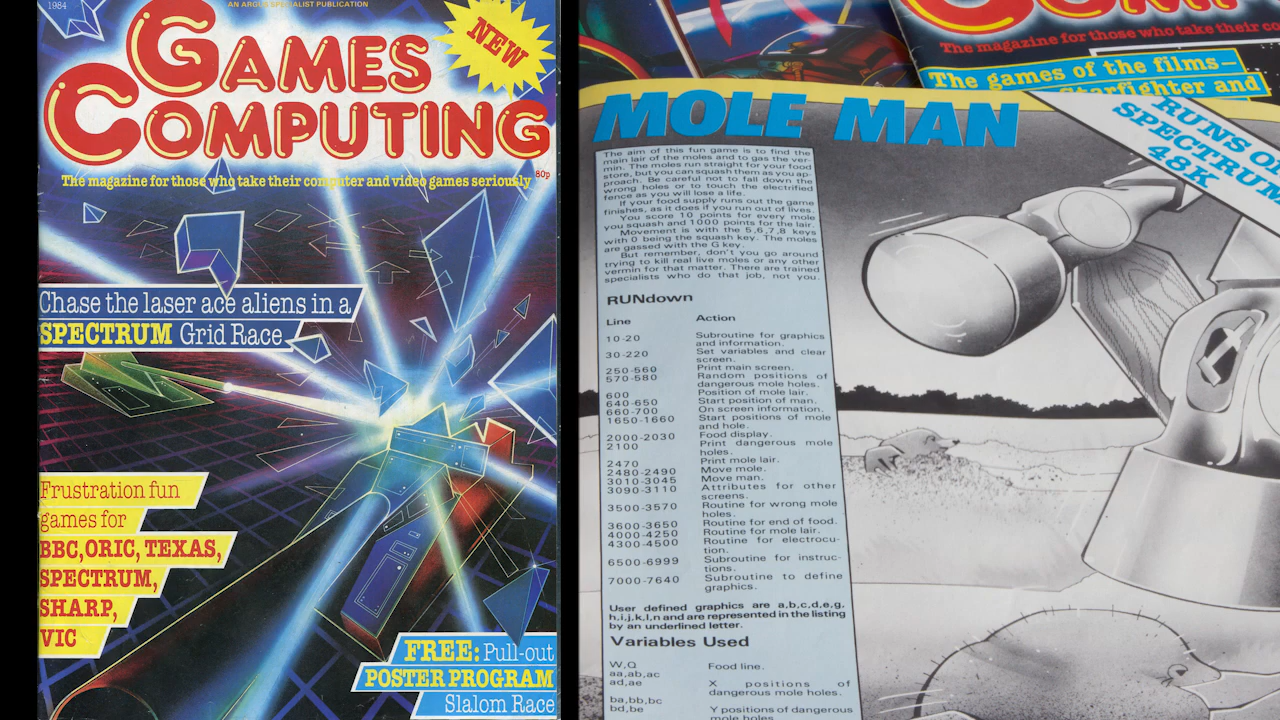 1984
AN ARGUS SPECIALIST PUBLICATION
GAMES
COMPUTING
NEW
80p
The magazine for those who take their computer and video games seriously
Chase the laser ace aliens in a
SPECTRUM Grid Race
Frustration fun
games for
BBC, ORIC, TEXAS,
SPECTRUM,
SHARP,
VIC
FREE: Pull-out
POSTER PROGRAM
Slalom Race
The magazine for those who take their co
The games of the films–
Starfighter and
MOLE MAN
RUNS ON
SPECTRUM
48K
The aim of this fun game is to find the
main lair of the moles and to gas the ver-
min. The moles run straight for your food
store, but you can squash them as you ap-
proach. Be careful not to fall down the
wrong holes or to touch the electrified
fence as you will lose a life.
If your food supply runs out the game
finishes, as it does if you run out of lives.
You score 10 points for every mole
you squash and 1000 points for the lair.
Movement is with the 5,6,7,8 keys
with 0 being the squash key. The moles
are gassed with the G key.
But remember, don't you go around
trying to kill real live moles or any other
vermin for that matter. There are trained
specialists who do that job, not you.
RUNdown
Line Action
10-20 Subroutine for graphics
and information.
30-220 Set variables and clear
screen.
250-560 Print main screen.
570-580 Random positions of
dangerous mole holes.
600 Position of mole lair.
640-650 Start position of man.
660-700 On screen information.
1650-1660 Start positions of mole
and hole.
2000-2030 Food display.
2100 Print dangerous mole
holes.
2470 Print mole lair.
2480-2490 Move mole.
3010-3045 Move man.
3090-3110 Attributes for other
screens.
3500-3570 Routine for wrong mole
holes.
3600-3650 Routine for end of food.
4000-4250 Routine for mole lair.
4300-4500 Routine for electrocu-
tion.
6500-6999 Subroutine for instruc-
tions.
7000-7640 Subroutine to define
graphics.
User defined graphics are a,b,c,d,e,g,
h,i,j,k,l,n and are represented in the listing
by an underlined letter.
Variables Used
W,Q Food line.
aa,ab,ac
ad,ae X positions of
dangerous mole holes.
ba,bb,bc
bd,be Y positions of dangerous
mole holes